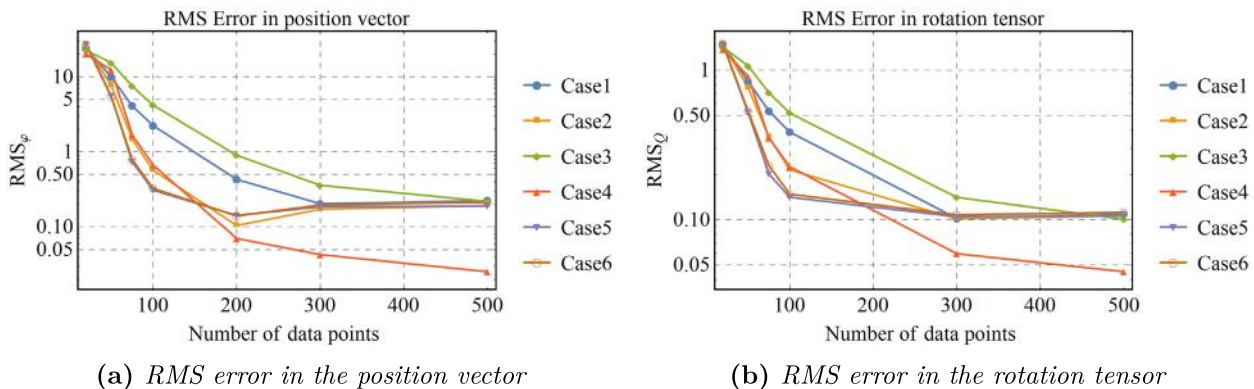 RMS Error in position vector
RMSφ
10
5
1
0.50
0.10
0.05
100 200 300 400 500
Number of data points
Case1
Case2
Case3
Case4
Case5
Case6
(a) RMS error in the position vector
RMS Error in rotation tensor
RMSQ
1
0.50
0.10
0.05
100 200 300 400 500
Number of data points
Case1
Case2
Case3
Case4
Case5
Case6
(b) RMS error in the rotation tensor